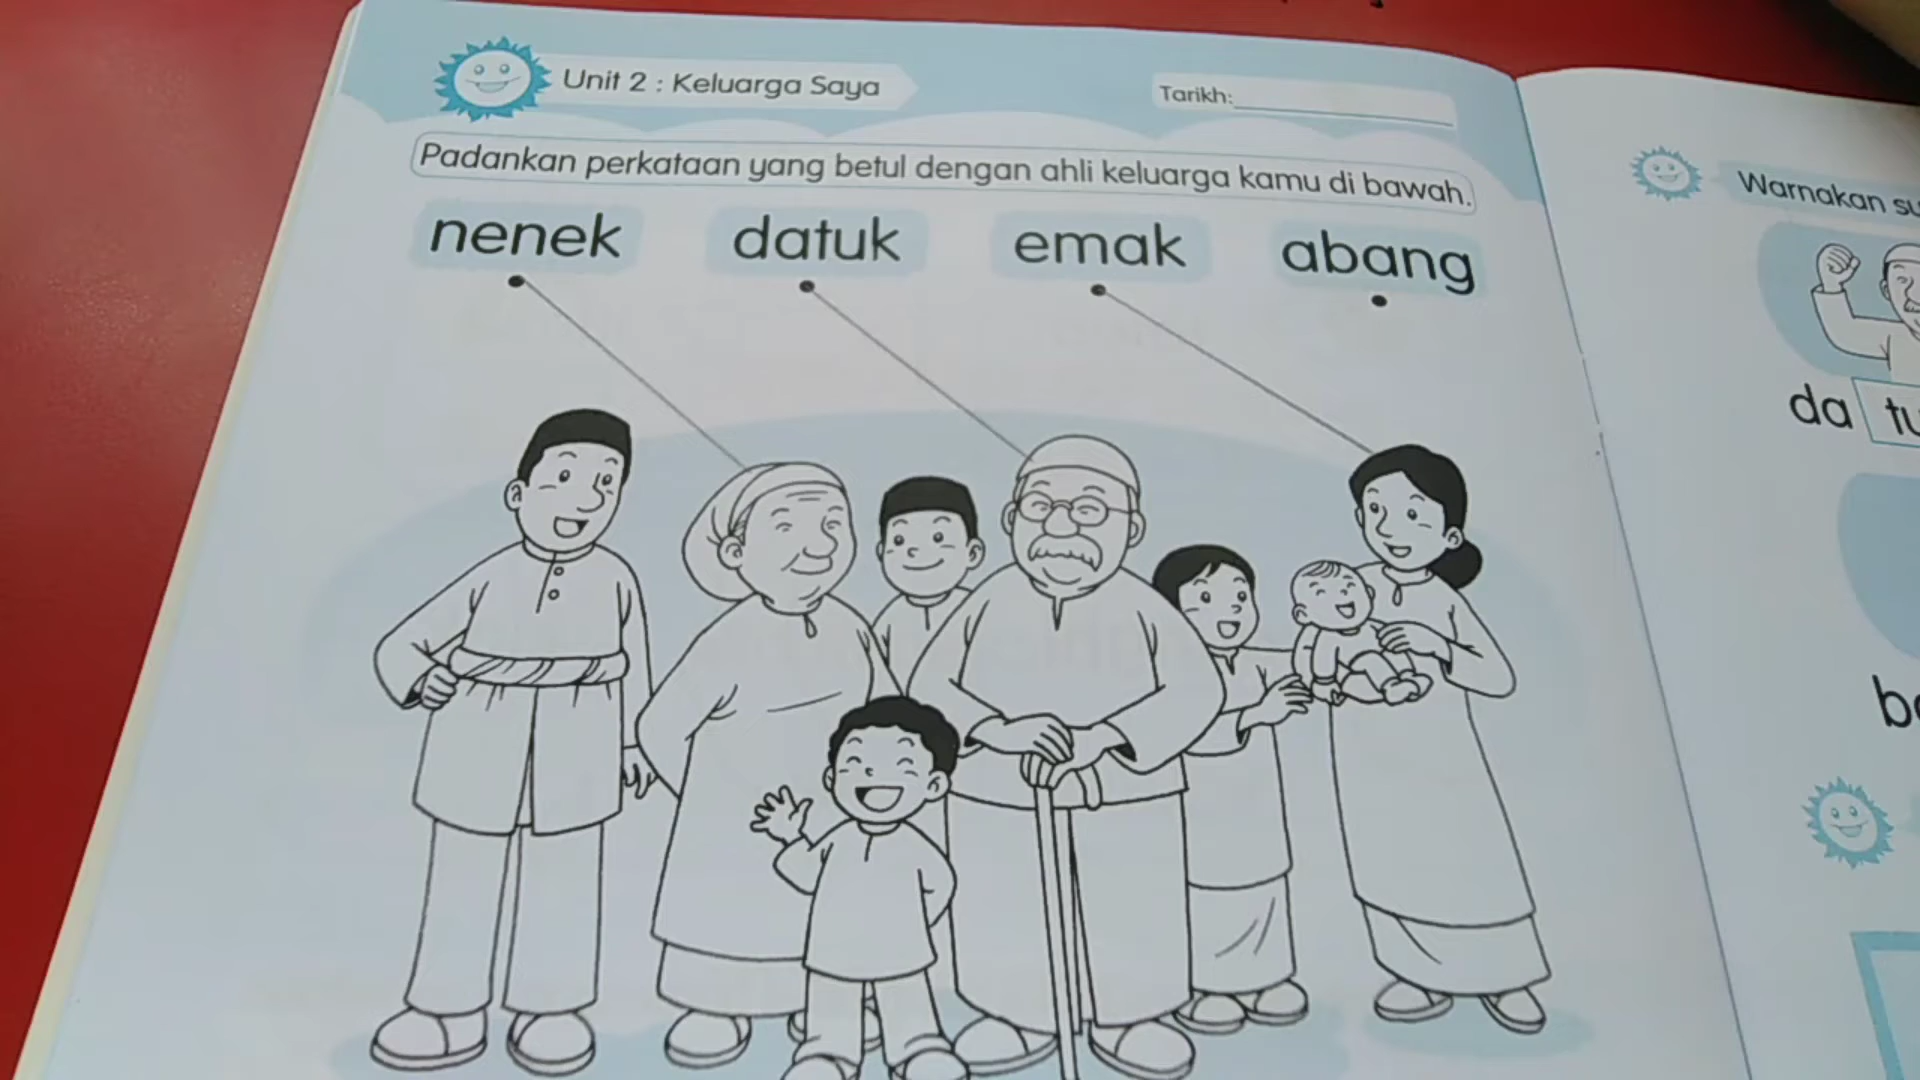 Unit 2 : Keluarga Saya
Tarikh:
Padankan perkataan yang betul dengan ahli keluarga kamu di bawah.
nenek datuk emak abang
Warnakan
da